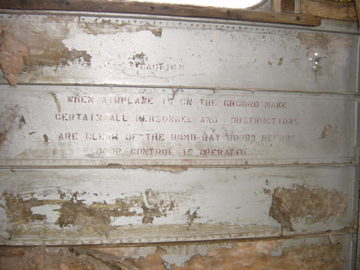 CAUTION
WHEN AIRPLANE IS ON THE GROUND MAKE
CERTAIN ALL PERSONNEL AND OBSTRUCTIONS
ARE CLEAR OF THE BOMB BAY DOORS BEFORE
DOOR CONTROL IS OPERATED